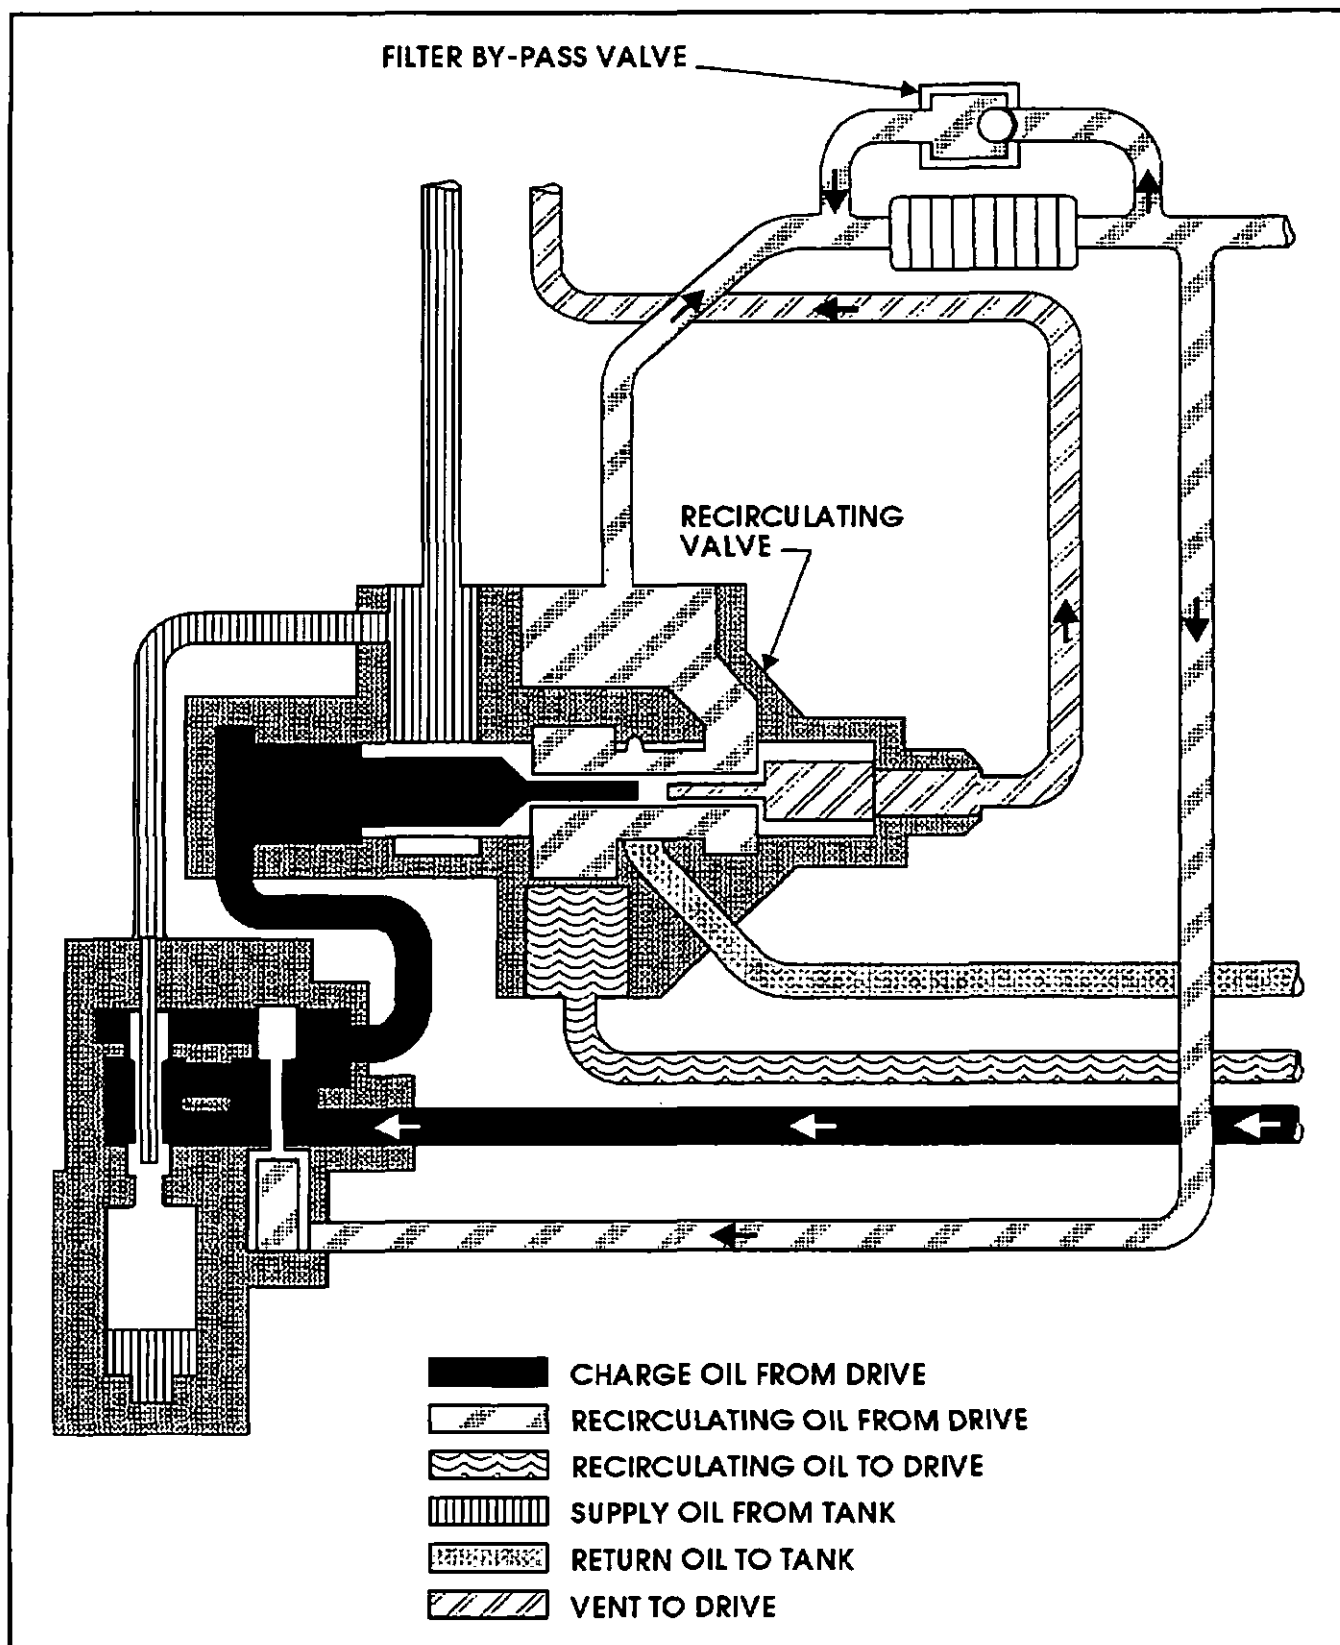 FILTER BY-PASS VALVE
RECIRCULATING
VALVE
CHARGE OIL FROM DRIVE
RECIRCULATING OIL FROM DRIVE
RECIRCULATING OIL TO DRIVE
SUPPLY OIL FROM TANK
RETURN OIL TO TANK
VENT TO DRIVE